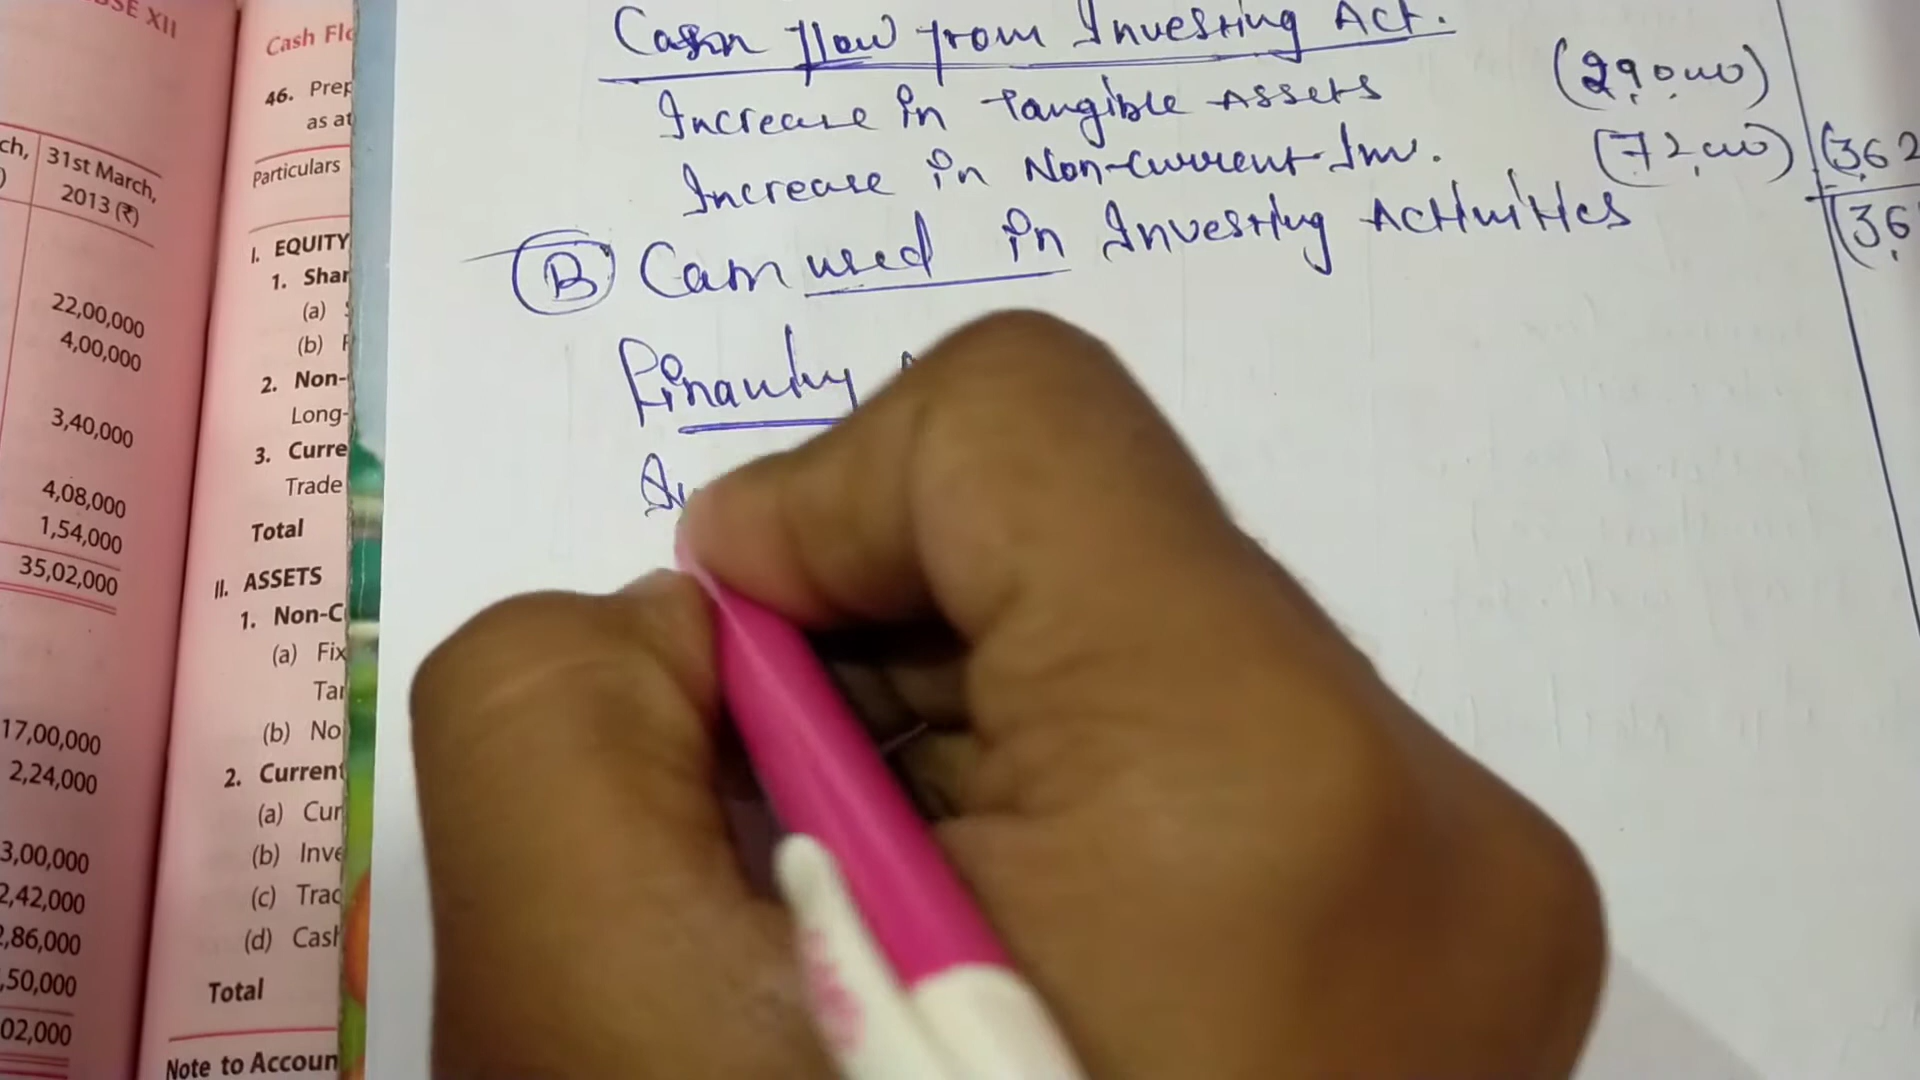 SE XII
ch,
31st March,
2013 (₹)
22,00,000
4,00,000
3,40,000
4,08,000
1,54,000
35,02,000
17,00,000
2,24,000
3,00,000
2,42,000
,86,000
,50,000
02,000
Cash Flo
46. Prep
as at
Particulars
I. EQUITY
1. Shar
(a)
(b)
2. Non-
Long-
3. Curre
Trade
Total
II. ASSETS
1. Non-C
(a) Fix
Tan
(b) No
2. Current
(a) Cur
(b) Inve
(c) Trad
(d) Cash
Total
Note to Accoun
Cash flow from Investing Act.
Increase in Tangible Assets (29,000)
Increase in Non-current Inv. (72,000) (362
(B) Cash used in Investing Activities (36
Financing